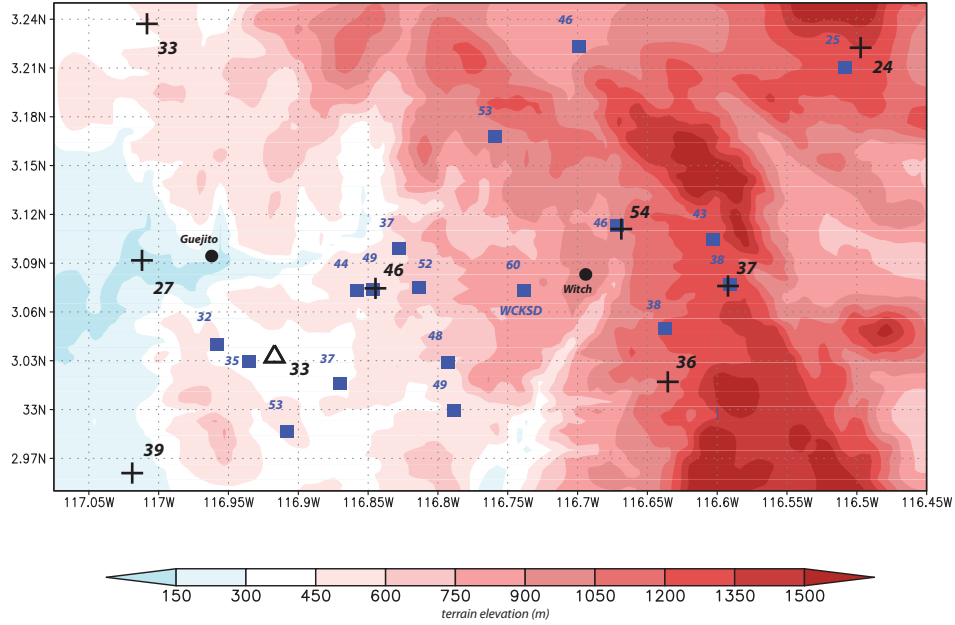 3.24N
46
33
25
24
3.21N
53
3.18N
3.15N
3.12N
54
46
43
37
Guejito
3.09N
44
49
46
52
60
38
37
27
Witch
3.06N
32
WCKSD
38
48
3.03N
35
33
37
36
49
33N
53
39
2.97N
117.05W 117W 116.95W 116.9W 116.85W 116.8W 116.75W 116.7W 116.65W 116.6W 116.55W 116.5W 116.45W
150 300 450 600 750 900 1050 1200 1350 1500
terrain elevation (m)